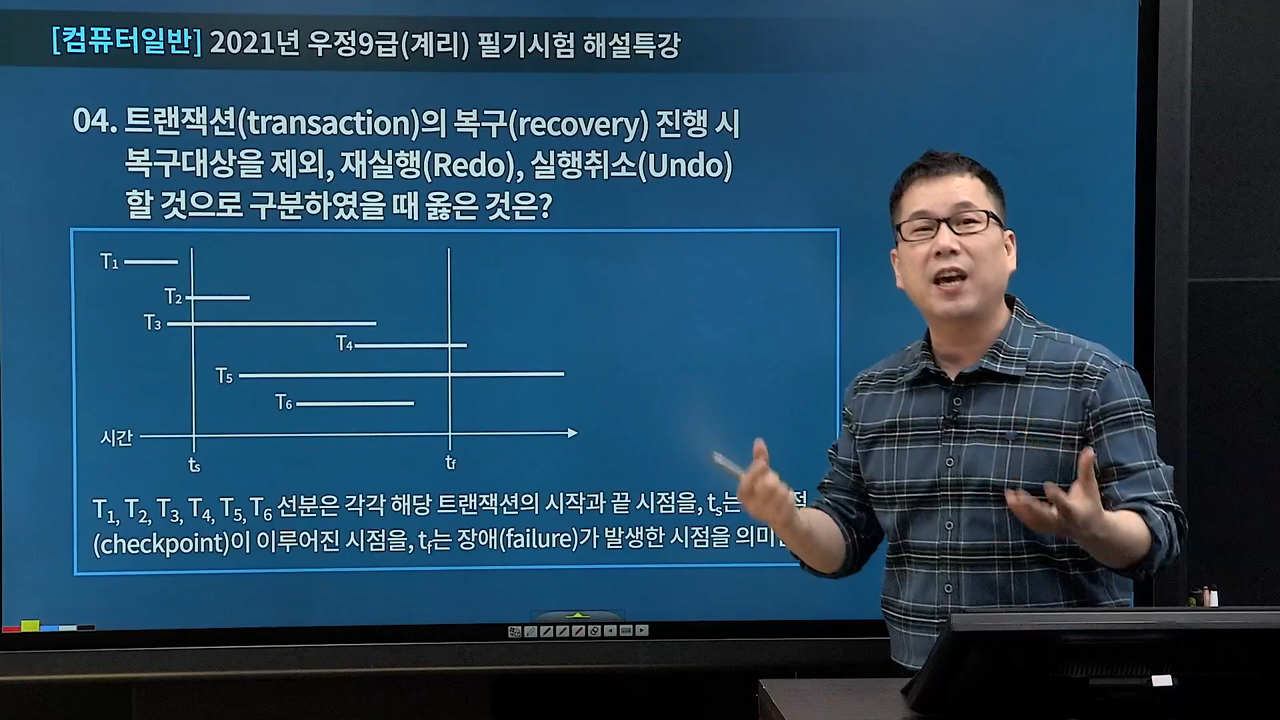 [컴퓨터일반] 2021년 우정9급(계리) 필기시험 해설특강
04. 트랜잭션(transaction)의 복구(recovery) 진행 시
복구대상을 제외, 재실행(Redo), 실행취소(Undo)
할 것으로 구분하였을 때 옳은 것은?
T1
T2
T3
T4
T5
T6
시간
ts
tf
T1, T2, T3, T4, T5, T6 선분은 각각 해당 트랜잭션의 시작과 끝 시점을, ts는
(checkpoint)이 이루어진 시점을, tf는 장애(failure)가 발생한 시점을